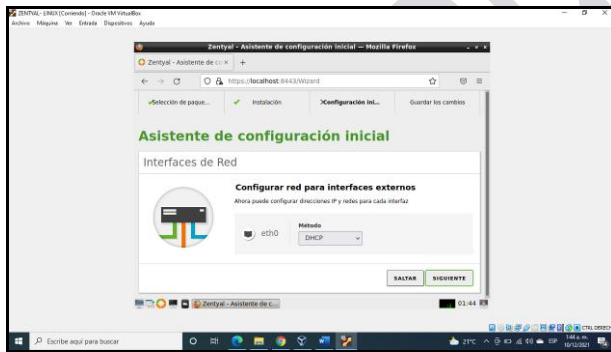 ZENTYAL- LINUX [Corriendo] - Oracle VM VirtualBox
Archivo Máquina Ver Entrada Dispositivos Ayuda
Zentyal - Asistente de configuración inicial — Mozilla Firefox
Zentyal - Asistente de co
https://localhost:8443/Wizard
Selección de paque...
Instalación
Configuración ini...
Guardar los cambios
Asistente de configuración inicial
Interfaces de Red
Configurar red para interfaces externos
Ahora puede configurar direcciones IP y redes para cada interfaz
eth0
Método
DHCP
SALTAR
SIGUIENTE
Zentyal - Asistente de c...
01:44
CTRL DERECHA
Escribe aquí para buscar
21°C
ESP
1:44 a. m.
10/12/2021